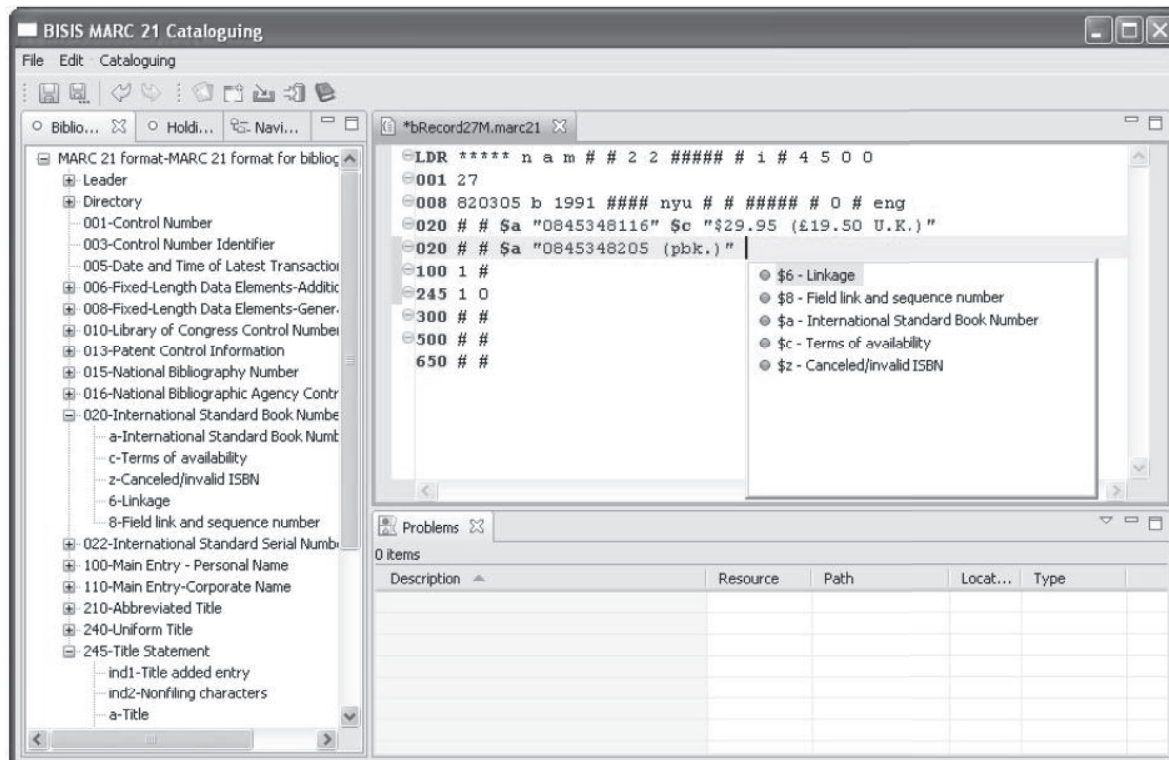 BISIS MARC 21 Cataloguing
File Edit Cataloguing
Biblio... Holdi... Navi...
MARC 21 format-MARC 21 format for bibliog
Leader
Directory
001-Control Number
003-Control Number Identifier
005-Date and Time of Latest Transaction
006-Fixed-Length Data Elements-Additic
008-Fixed-Length Data Elements-Gener
010-Library of Congress Control Number
013-Patent Control Information
015-National Bibliography Number
016-National Bibliographic Agency Contr
020-International Standard Book Numbe
a-International Standard Book Numb
c-Terms of availability
z-Canceled/invalid ISBN
6-Linkage
8-Field link and sequence number
022-International Standard Serial Numb
100-Main Entry - Personal Name
110-Main Entry-Corporate Name
210-Abbreviated Title
240-Uniform Title
245-Title Statement
ind1-Title added entry
ind2-Nonfiling characters
a-Title
*bRecord27M.marc21
LDR ***** n a m # # 2 2 ##### # i # 4 5 0 0
001 27
008 820305 b 1991 #### nyu # # ##### # 0 # eng
020 # # $a "0845348116" $c "$29.95 (£19.50 U.K.)"
020 # # $a "0845348205 (pbk.)"
100 1 #
245 1 0
300 # #
500 # #
650 # #
$6 - Linkage
$8 - Field link and sequence number
$a - International Standard Book Number
$c - Terms of availability
$z - Canceled/invalid ISBN
Problems
0 items
Description Resource Path Locat... Type